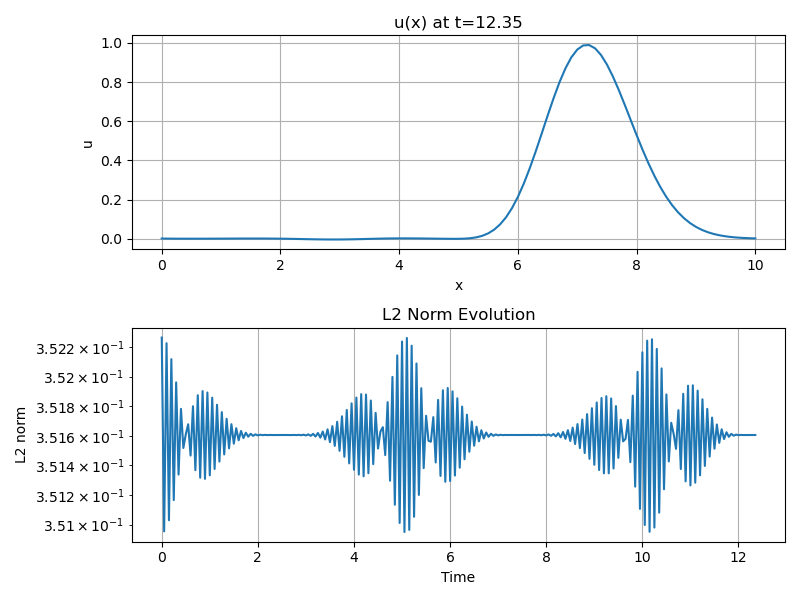 u(x) at t=12.35
1.0
0.8
0.6
0.4
0.2
0.0
u
0 2 4 6 8 10
x
L2 Norm Evolution
3.522 × 10⁻¹
3.52 × 10⁻¹
3.518 × 10⁻¹
3.516 × 10⁻¹
3.514 × 10⁻¹
3.512 × 10⁻¹
3.51 × 10⁻¹
L2 norm
0 2 4 6 8 10 12
Time